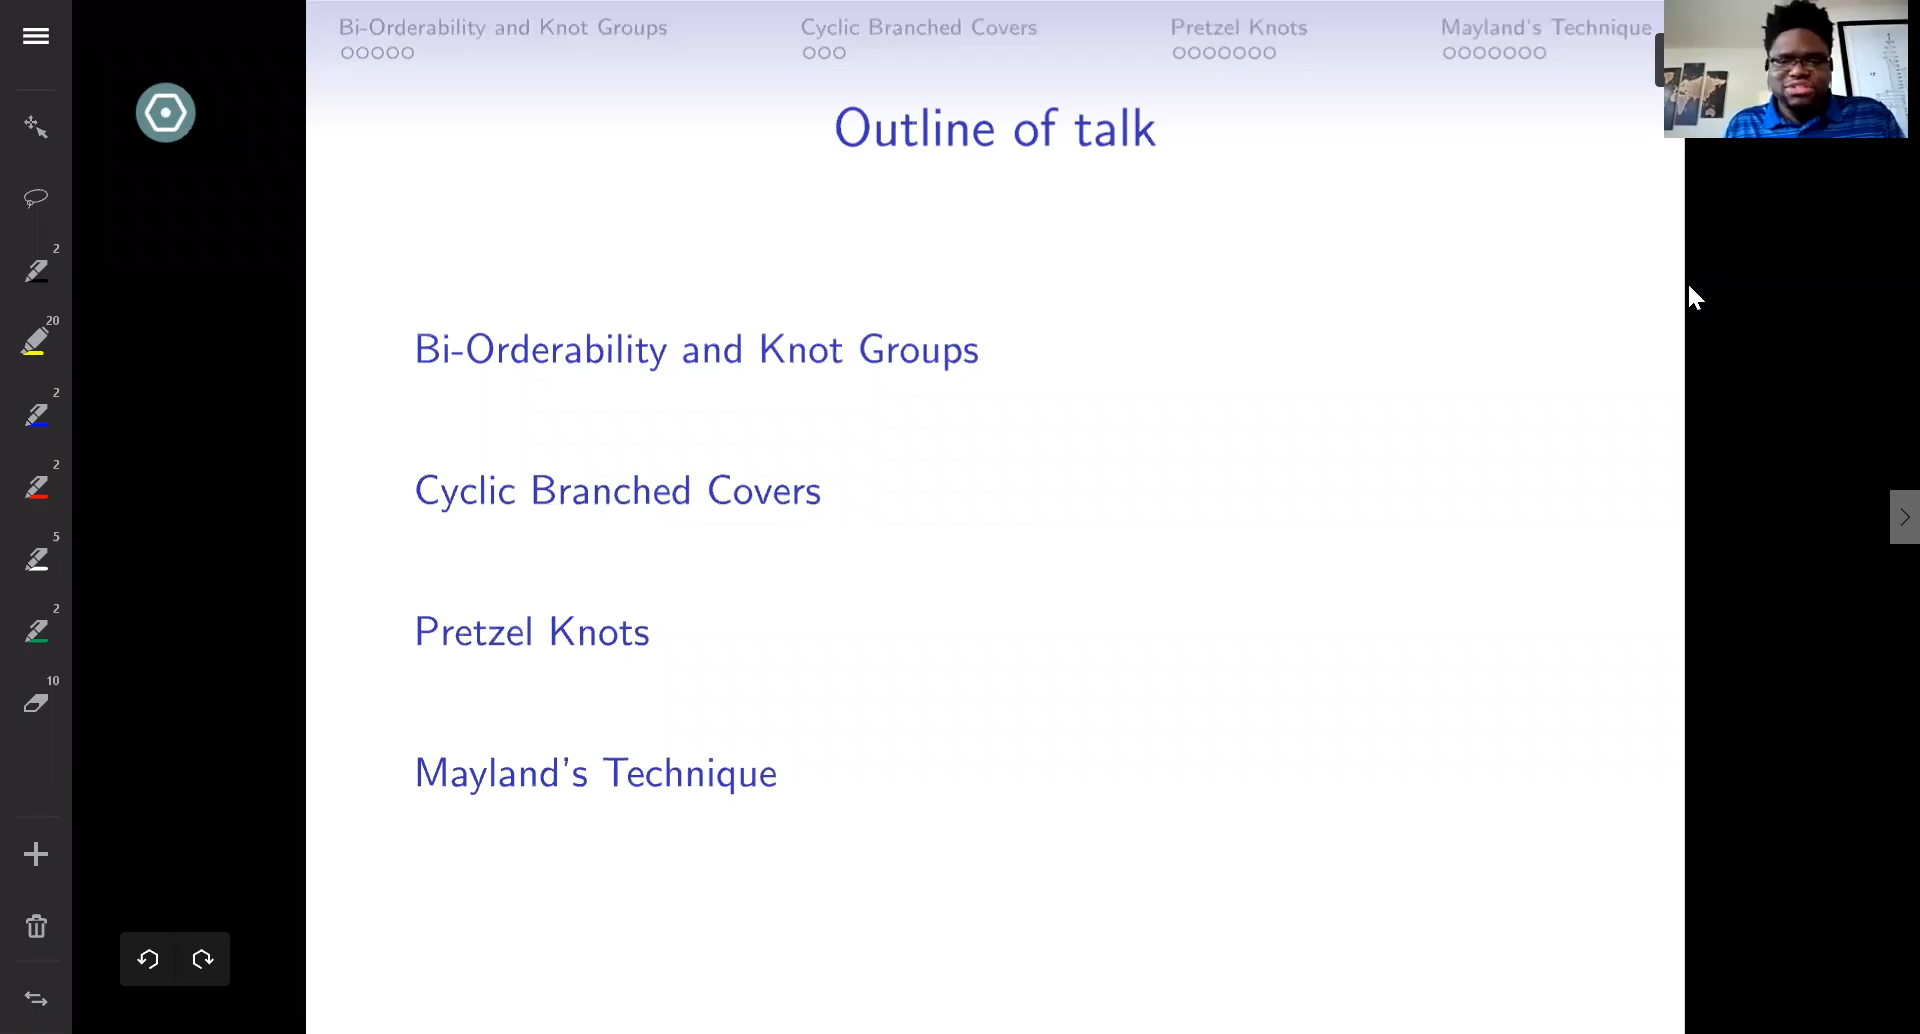 Bi-Orderability and Knot Groups
Cyclic Branched Covers
Pretzel Knots
Mayland's Technique
Outline of talk
Bi-Orderability and Knot Groups
Cyclic Branched Covers
Pretzel Knots
Mayland's Technique
2
20
2
2
5
2
10